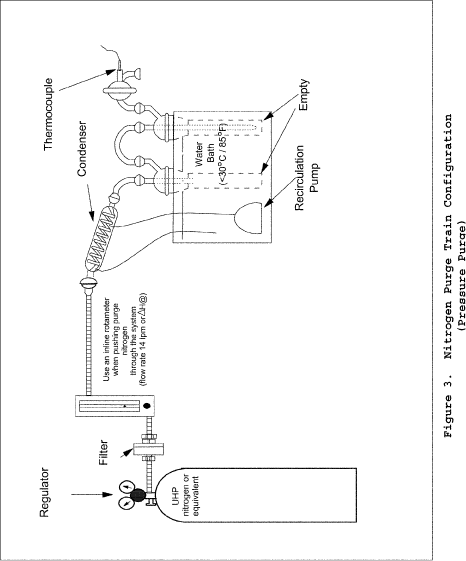 Regulator
Filter
UHP
nitrogen or
equivalent
Use an inline rotameter
when pushing purge
nitrogen
through the system
(flow rate 14 lpm or△H@)
Condenser
Thermocouple
Water
Bath
(<30°C / 85°F)
Empty
Recirculation
Pump
Figure 3. Nitrogen Purge Train Configuration
(Pressure Purge)